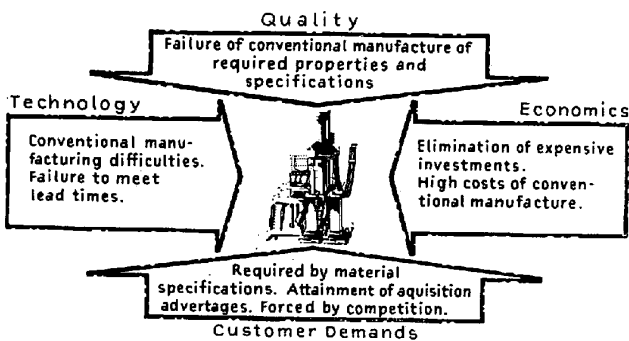 Quality
Failure of conventional manufacture of
required properties and
specifications
Technology
Conventional manu-
facturing difficulties.
Failure to meet
lead times.
Economics
Elimination of expensive
investments.
High costs of conven-
tional manufacture.
Required by material
specifications. Attainment of aquisition
advertages. Forced by competition.
Customer Demands